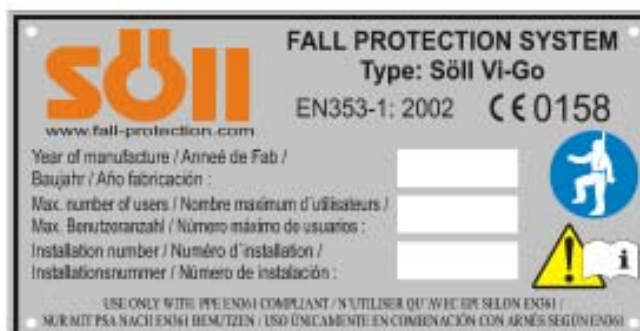 söll
FALL PROTECTION SYSTEM
Type: Söll Vi-Go
EN353-1: 2002 CE 0158
www.fall-protection.com
Year of manufacture / Anneé de Fab /
Baujahr / Año fabricación :
Max. number of users / Nombre maximum d´utilisateurs /
Max. Benutzeranzahl / Número máximo de usuarios :
Installation number / Numéro d´installation /
Installationsnummer / Número de instalación :
i
USE ONLY WITH PPE EN361 COMPLIANT / N'UTILISER QU'AVEC EPI SELON EN361 /
NUR MIT PSA NACH EN361 BENUTZEN / USO ÚNICAMENTE EN COMBINACIÓN CON ARNÉS SEGÚN EN361